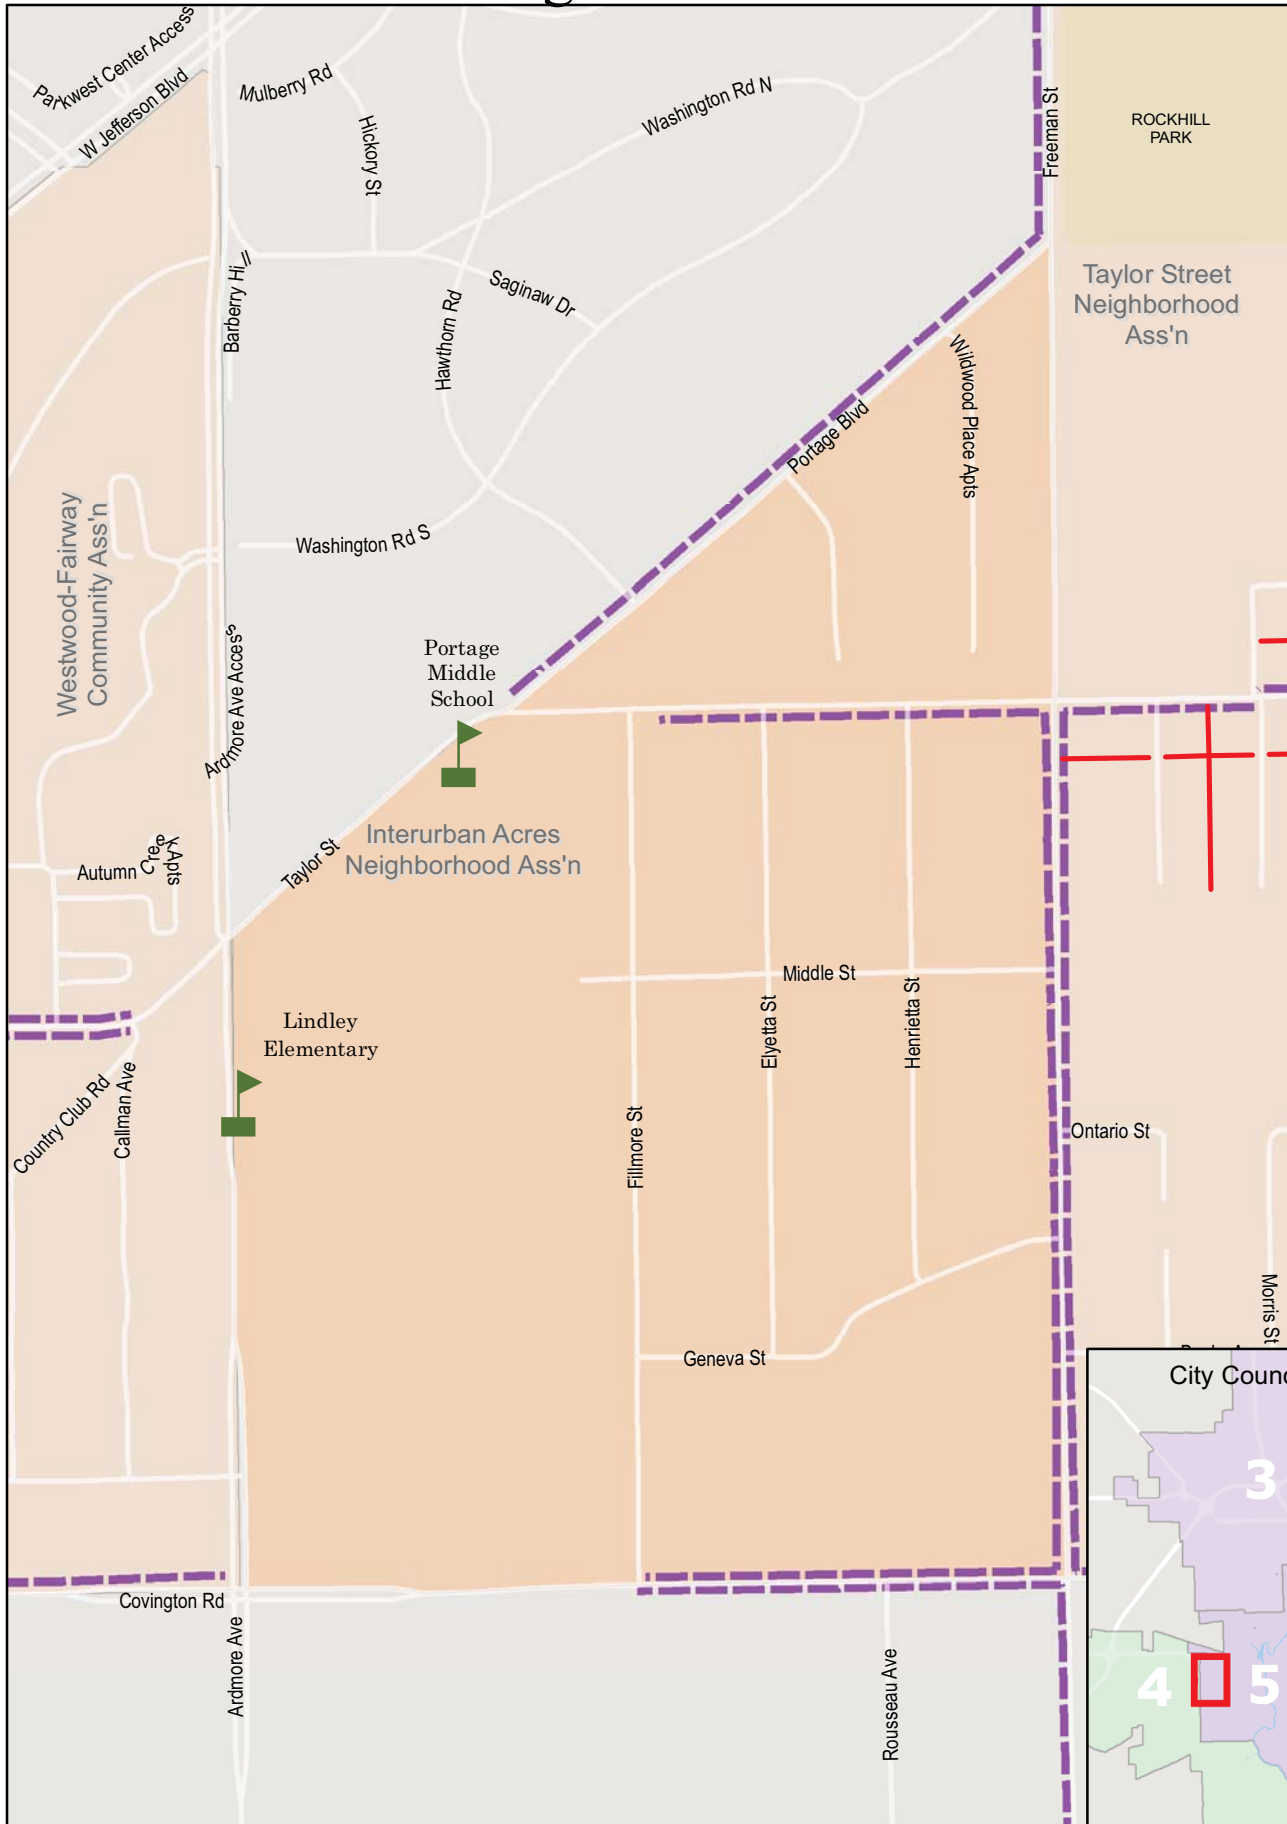 Parkwest Center Access
W Jefferson Blvd
Mulberry Rd
Hickory St
Washington Rd N
Freeman St
ROCKHILL
PARK
Taylor Street
Neighborhood
Ass'n
Barberry Hill
Hawthorn Rd
Saginaw Dr
Wildwood Place Apts
Portage Blvd
Westwood-Fairway
Community Ass'n
Washington Rd S
Ardmore Ave Access
Portage
Middle
School
Interurban Acres
Neighborhood Ass'n
Taylor St
Autumn Creek Apts
Middle St
Elyetta St
Henrietta St
Lindley
Elementary
Country Club Rd
Callman Ave
Fillmore St
Ontario St
Morris St
Geneva St
City Counc
3
4
5
Covington Rd
Ardmore Ave
Rousseau Ave